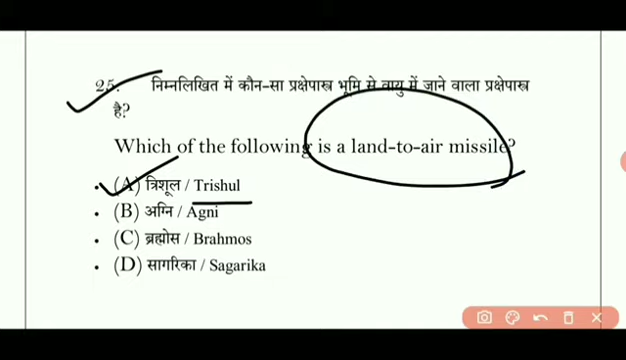 25. निम्नलिखित में कौन-सा प्रक्षेपास्त्र भूमि से वायु में जाने वाला प्रक्षेपास्त्र
है?
Which of the following is a land-to-air missile?
• (A) त्रिशूल / Trishul
• (B) अग्नि / Agni
• (C) ब्रह्मोस / Brahmos
• (D) सागरिका / Sagarika